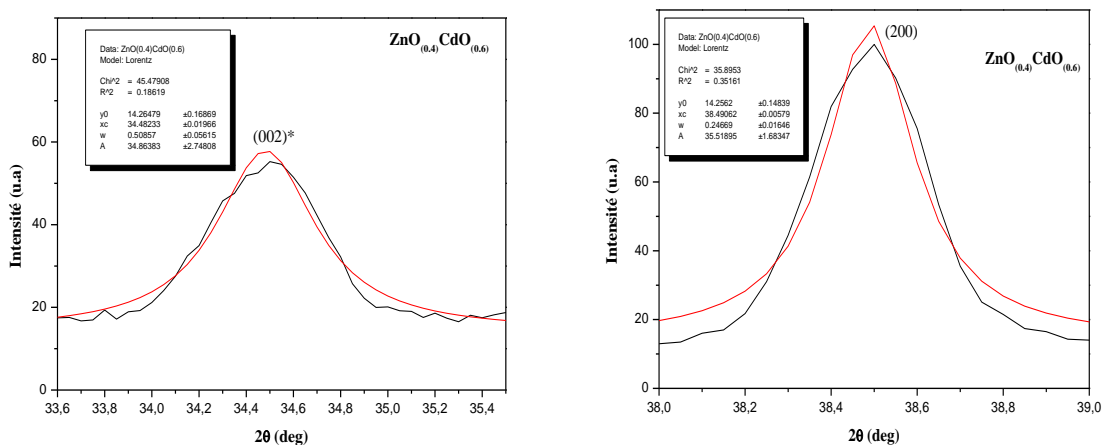 ZnO(0.4)CdO(0.6)
Data: ZnO(0.4)CdO(0.6)
Model: Lorentz
Chi^2 = 45.47908
R^2 = 0.18619
y0 14.26479 ±0.16869
xc 34.48233 ±0.01966
w 0.50857 ±0.05615
A 34.86383 ±2.74808
(002)*
Intensité (u.a)
80
60
40
20
0
33,6 33,8 34,0 34,2 34,4 34,6 34,8 35,0 35,2 35,4
2θ (deg)
(200)
ZnO(0.4)CdO(0.6)
Data: ZnO(0.4)CdO(0.6)
Model: Lorentz
Chi^2 = 35.8953
R^2 = 0.35161
y0 14.2562 ±0.14839
xc 38.49062 ±0.00579
w 0.24669 ±0.01646
A 35.51895 ±1.68347
Intensité (u.a)
100
80
60
40
20
0
38,0 38,2 38,4 38,6 38,8 39,0
2θ (deg)